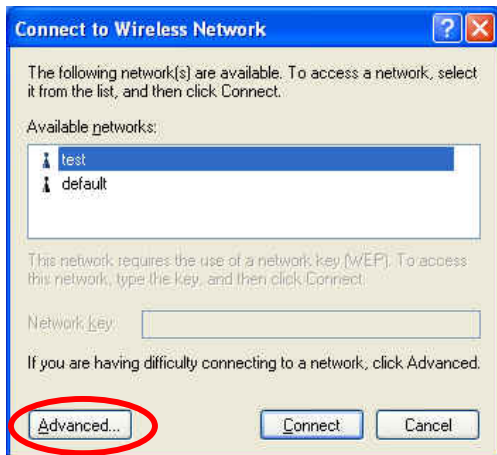 Connect to Wireless Network
The following network(s) are available. To access a network, select
it from the list, and then click Connect.
Available networks:
test
default
This network requires the use of a network key (WEP). To access
this network, type the key, and then click Connect.
Network key:
If you are having difficulty connecting to a network, click Advanced.
Advanced... Connect Cancel